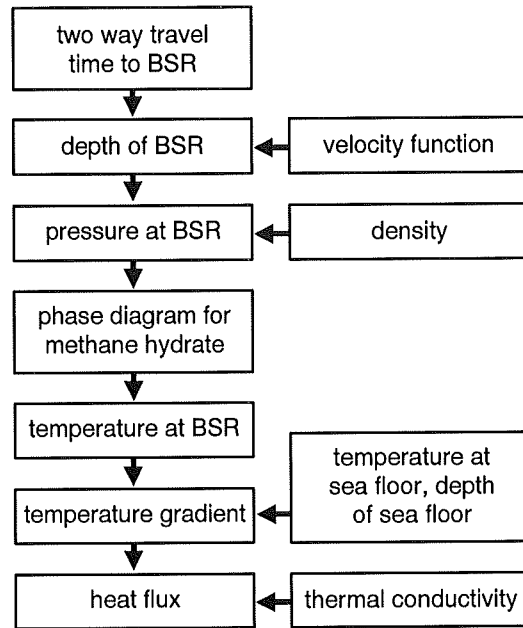 two way travel
time to BSR
depth of BSR
velocity function
pressure at BSR
density
phase diagram for
methane hydrate
temperature at BSR
temperature at
sea floor, depth
of sea floor
temperature gradient
heat flux
thermal conductivity